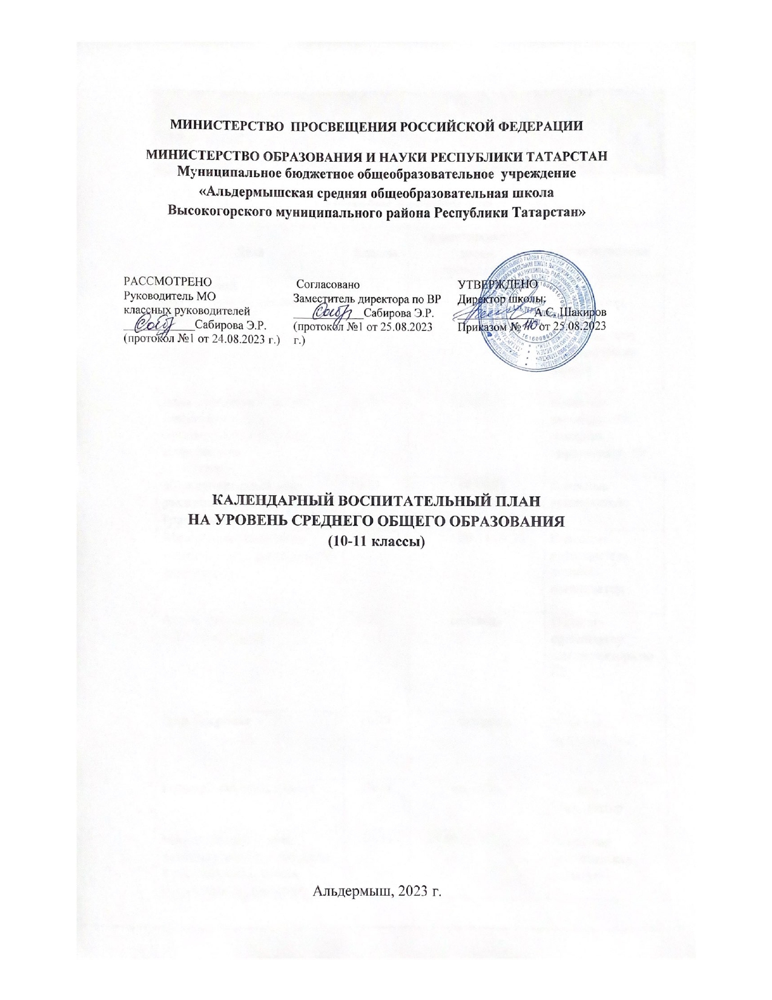 МИНИСТЕРСТВО ПРОСВЕЩЕНИЯ РОССИЙСКОЙ ФЕДЕРАЦИИ
МИНИСТЕРСТВО ОБРАЗОВАНИЯ И НАУКИ РЕСПУБЛИКИ ТАТАРСТАН
Муниципальное бюджетное общеобразовательное учреждение
«Альдермышская средняя общеобразовательная школа
Высокогорского муниципального района Республики Татарстан»
РАССМОТРЕНО
Руководитель МО
классных руководителей
____________Сабирова Э.Р.
(протокол №1 от 24.08.2023 г.)
Согласовано
Заместитель директора по ВР
____________Сабирова Э.Р.
(протокол №1 от 25.08.2023
г.)
УТВЕРЖДЕНО
Директор школы:
_____________А.С. Шакиров
Приказом № 110 от 25.08.2023
КАЛЕНДАРНЫЙ ВОСПИТАТЕЛЬНЫЙ ПЛАН
НА УРОВЕНЬ СРЕДНЕГО ОБЩЕГО ОБРАЗОВАНИЯ
(10-11 классы)
Альдермыш, 2023 г.